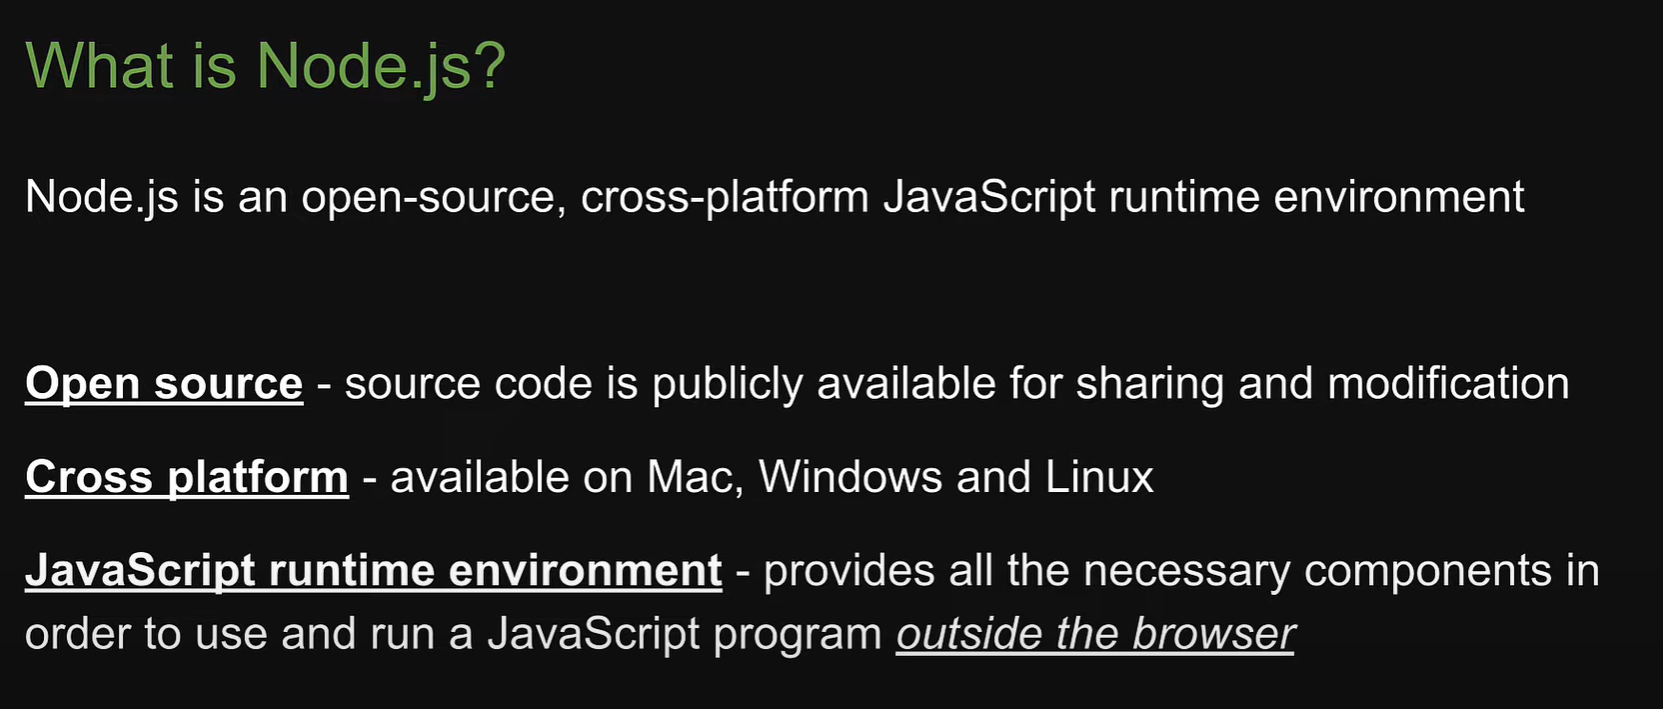 What is Node.js?
Node.js is an open-source, cross-platform JavaScript runtime environment
Open source - source code is publicly available for sharing and modification
Cross platform - available on Mac, Windows and Linux
JavaScript runtime environment - provides all the necessary components in
order to use and run a JavaScript program outside the browser